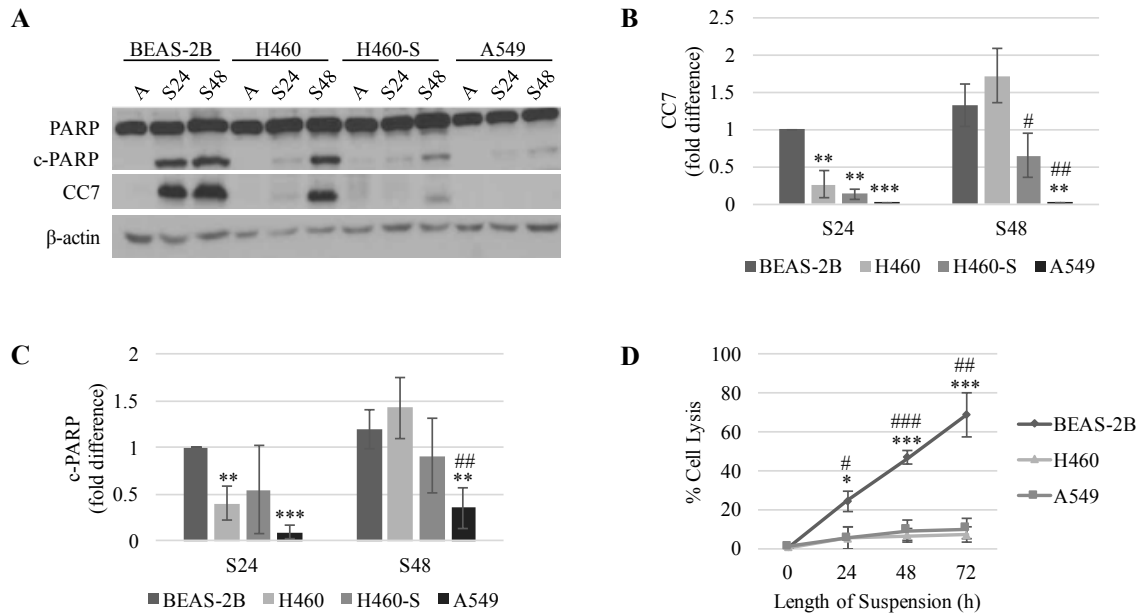 A
BEAS-2B H460 H460-S A549
A S24 S48 A S24 S48 A S24 S48 A S24 S48
PARP
c-PARP
CC7
β-actin
B
CC7
(fold difference)
2
1.5
1
0.5
0
** ** ***
# ## **
S24 S48
BEAS-2B H460 H460-S A549
C
c-PARP
(fold difference)
2
1.5
1
0.5
0
** ***
## **
S24 S48
BEAS-2B H460 H460-S A549
D
% Cell Lysis
100
80
60
40
20
0
#
*
###
***
##
***
0 24 48 72
Length of Suspension (h)
BEAS-2B
H460
A549